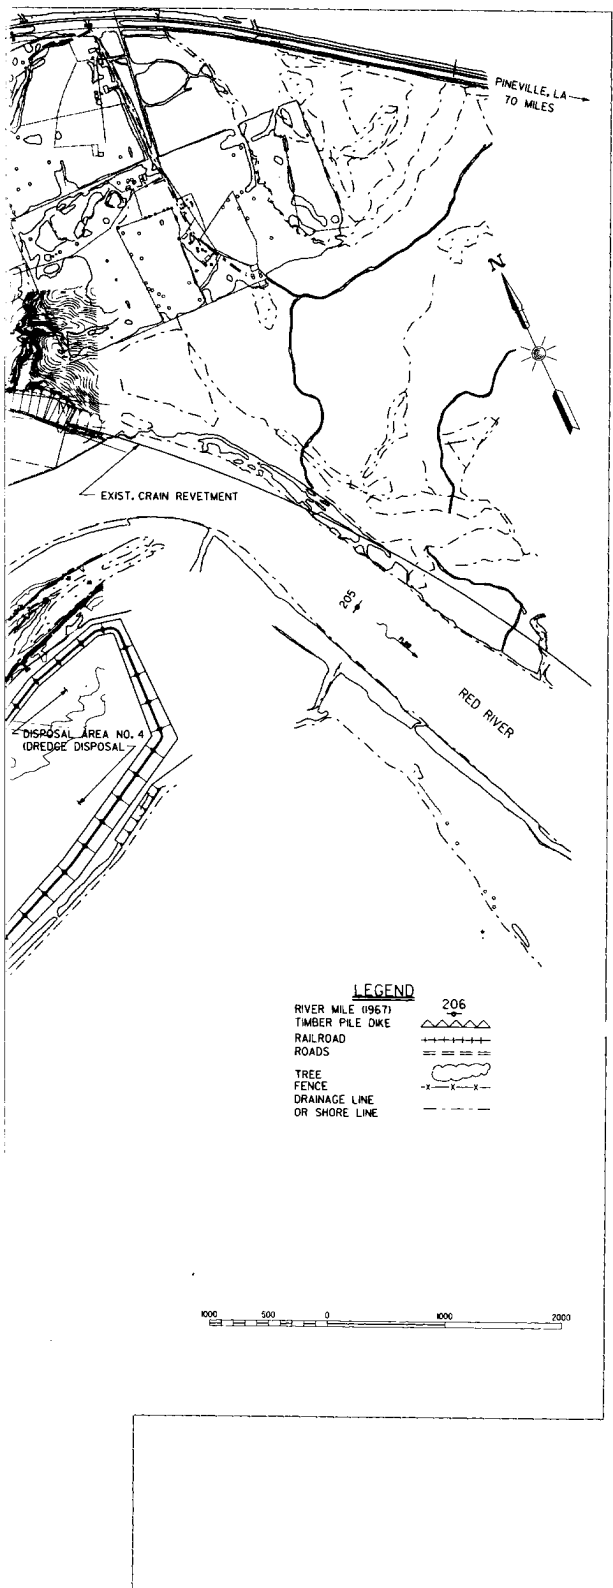 PINEVILLE, LA
70 MILES
N
EXIST. CRAIN REVETMENT
205
FLOW
RED RIVER
DISPOSAL AREA NO. 4
(DREDGE DISPOSAL
LEGEND
RIVER MILE (1967) 206
TIMBER PILE DIKE
RAILROAD
ROADS
TREE
FENCE -X-X-X-
DRAINAGE LINE
OR SHORE LINE
1000 500 0 1000 2000